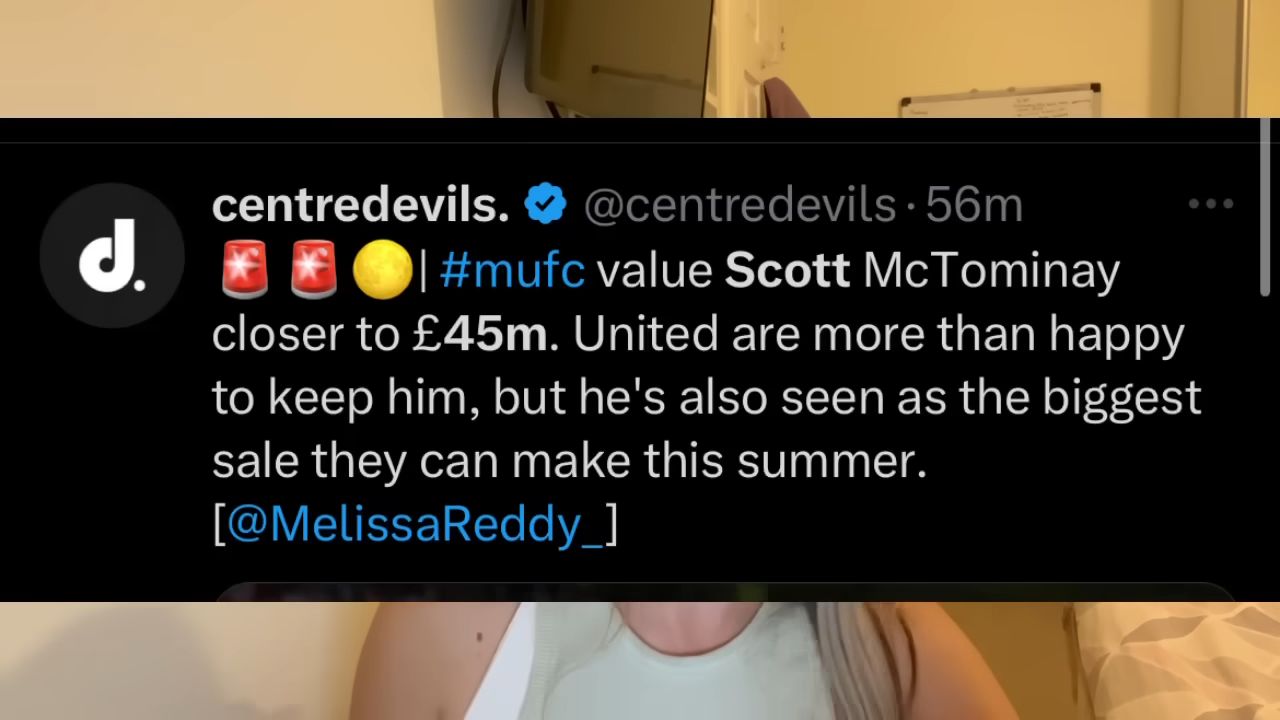 centredevils. @centredevils · 56m
🚨🚨🌕| #mufc value Scott McTominay
closer to £45m. United are more than happy
to keep him, but he's also seen as the biggest
sale they can make this summer.
[@MelissaReddy_]
d.